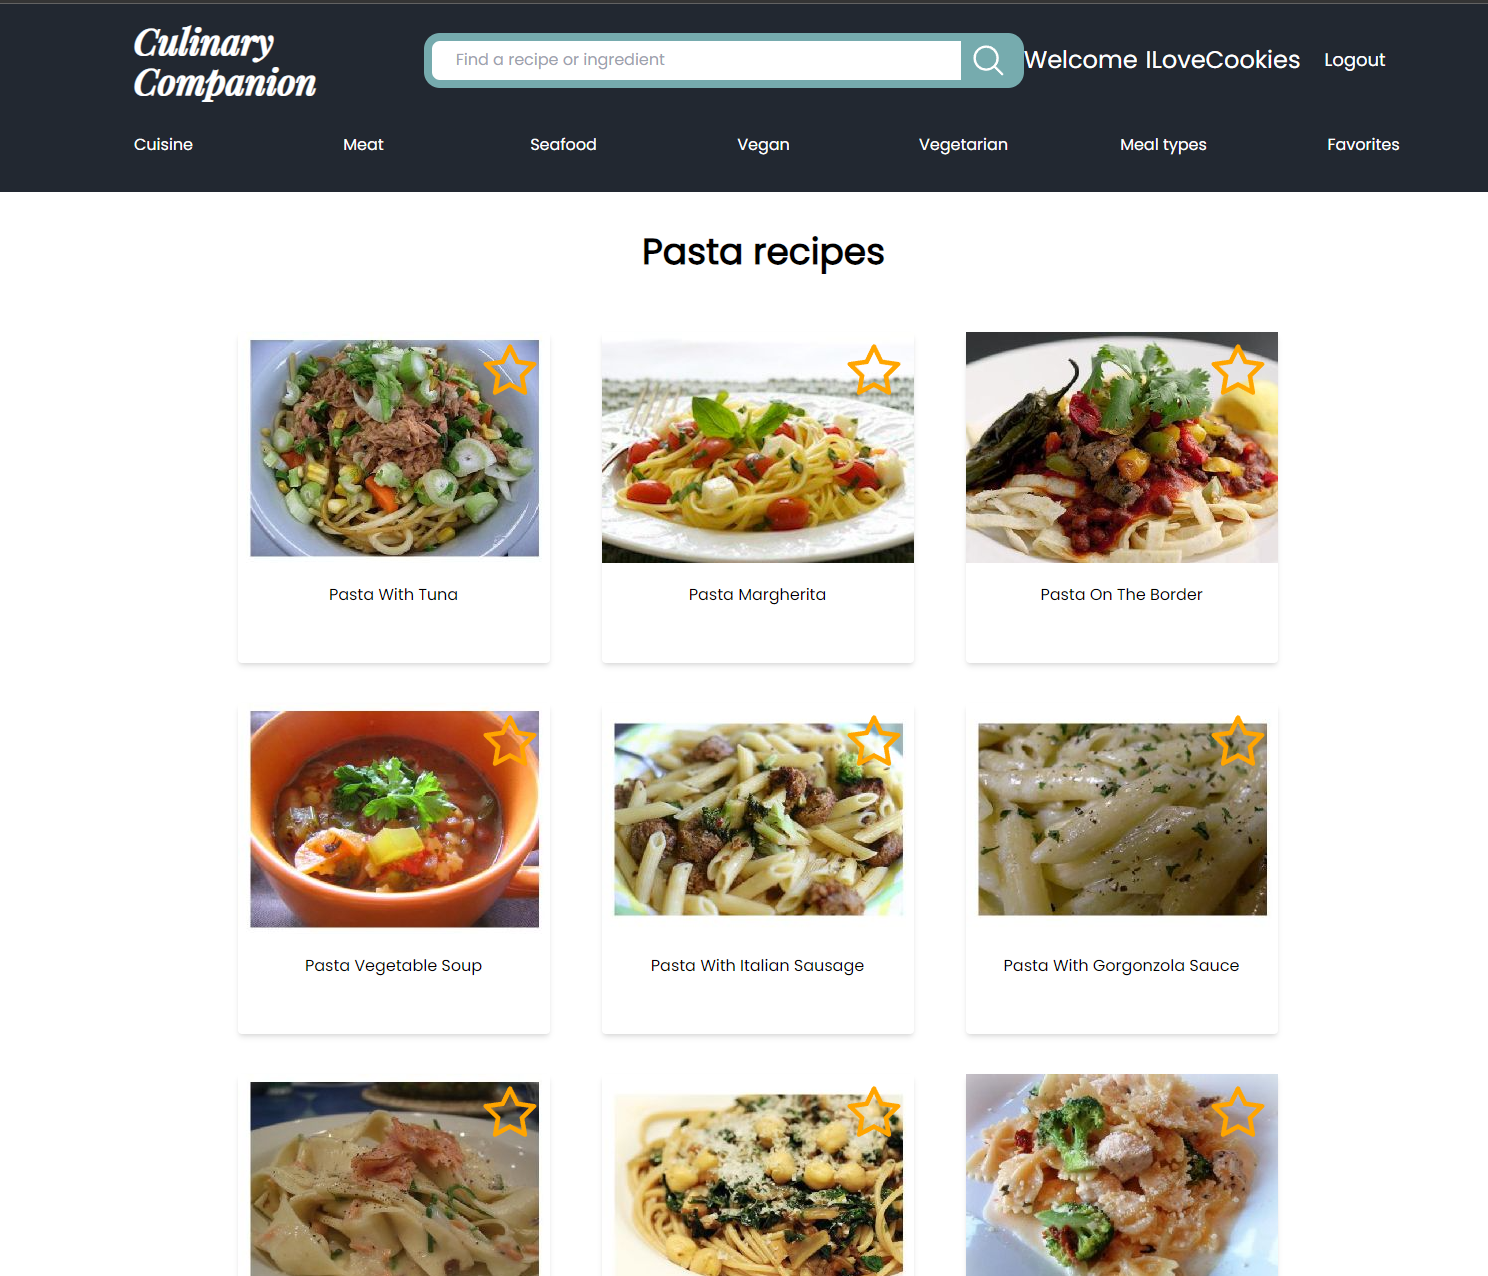 Culinary
Companion
Find a recipe or ingredient
Welcome ILoveCookies
Logout
Cuisine
Meat
Seafood
Vegan
Vegetarian
Meal types
Favorites
Pasta recipes
Pasta With Tuna
Pasta Margherita
Pasta On The Border
Pasta Vegetable Soup
Pasta With Italian Sausage
Pasta With Gorgonzola Sauce